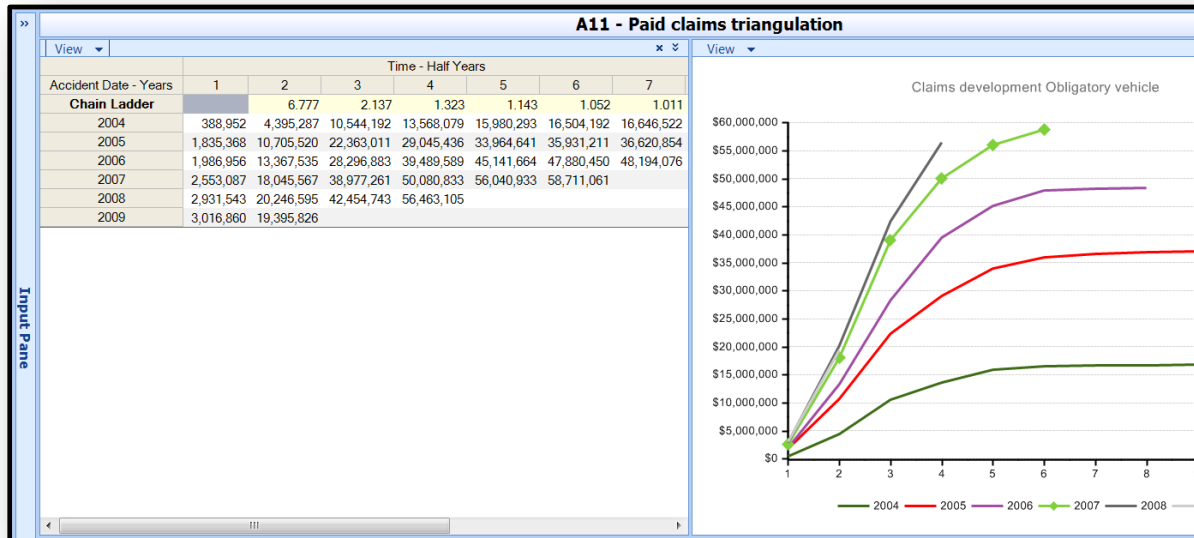 A11 - Paid claims triangulation
View
Time - Half Years
Accident Date - Years 1 2 3 4 5 6 7
Chain Ladder 6.777 2.137 1.323 1.143 1.052 1.011
2004 388,952 4,395,287 10,544,192 13,568,079 15,980,293 16,504,192 16,646,522
2005 1,835,368 10,705,520 22,363,011 29,045,436 33,964,641 35,931,211 36,620,854
2006 1,986,956 13,367,535 28,296,883 39,489,589 45,141,664 47,880,450 48,194,076
2007 2,553,087 18,045,567 38,977,261 50,080,833 56,040,933 58,711,061
2008 2,931,543 20,246,595 42,454,743 56,463,105
2009 3,016,860 19,395,826
Input Pane
View
Claims development Obligatory vehicle
$60,000,000
$55,000,000
$50,000,000
$45,000,000
$40,000,000
$35,000,000
$30,000,000
$25,000,000
$20,000,000
$15,000,000
$10,000,000
$5,000,000
$0
1 2 3 4 5 6 7 8
2004 2005 2006 2007 2008